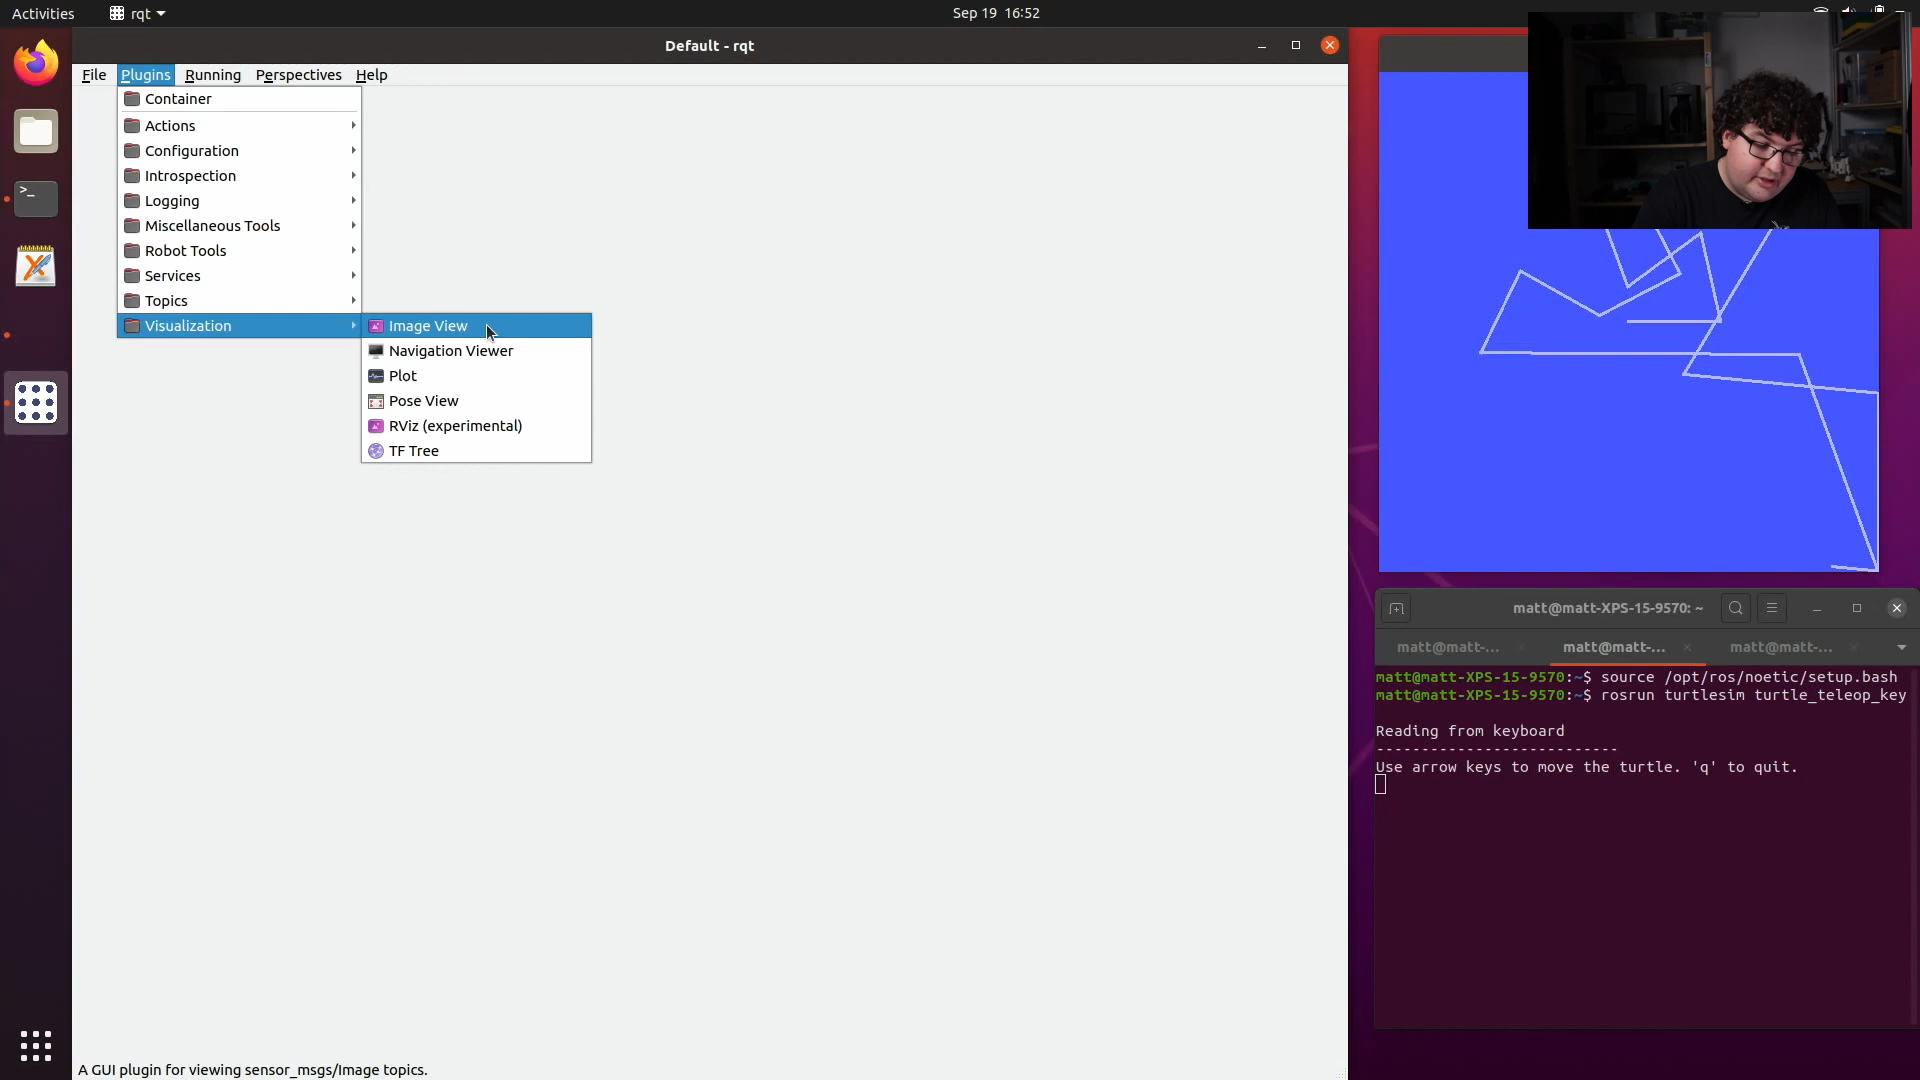 Activities
rqt
Sep 19 16:52
Default - rqt
File Plugins Running Perspectives Help
Container
Actions
Configuration
Introspection
Logging
Miscellaneous Tools
Robot Tools
Services
Topics
Visualization
Image View
Navigation Viewer
Plot
Pose View
RViz (experimental)
TF Tree
A GUI plugin for viewing sensor_msgs/Image topics.
matt@matt-XPS-15-9570: ~
matt@matt-... matt@matt-... matt@matt-...
matt@matt-XPS-15-9570:~$ source /opt/ros/noetic/setup.bash
matt@matt-XPS-15-9570:~$ rosrun turtlesim turtle_teleop_key
Reading from keyboard
---------------------------
Use arrow keys to move the turtle. 'q' to quit.